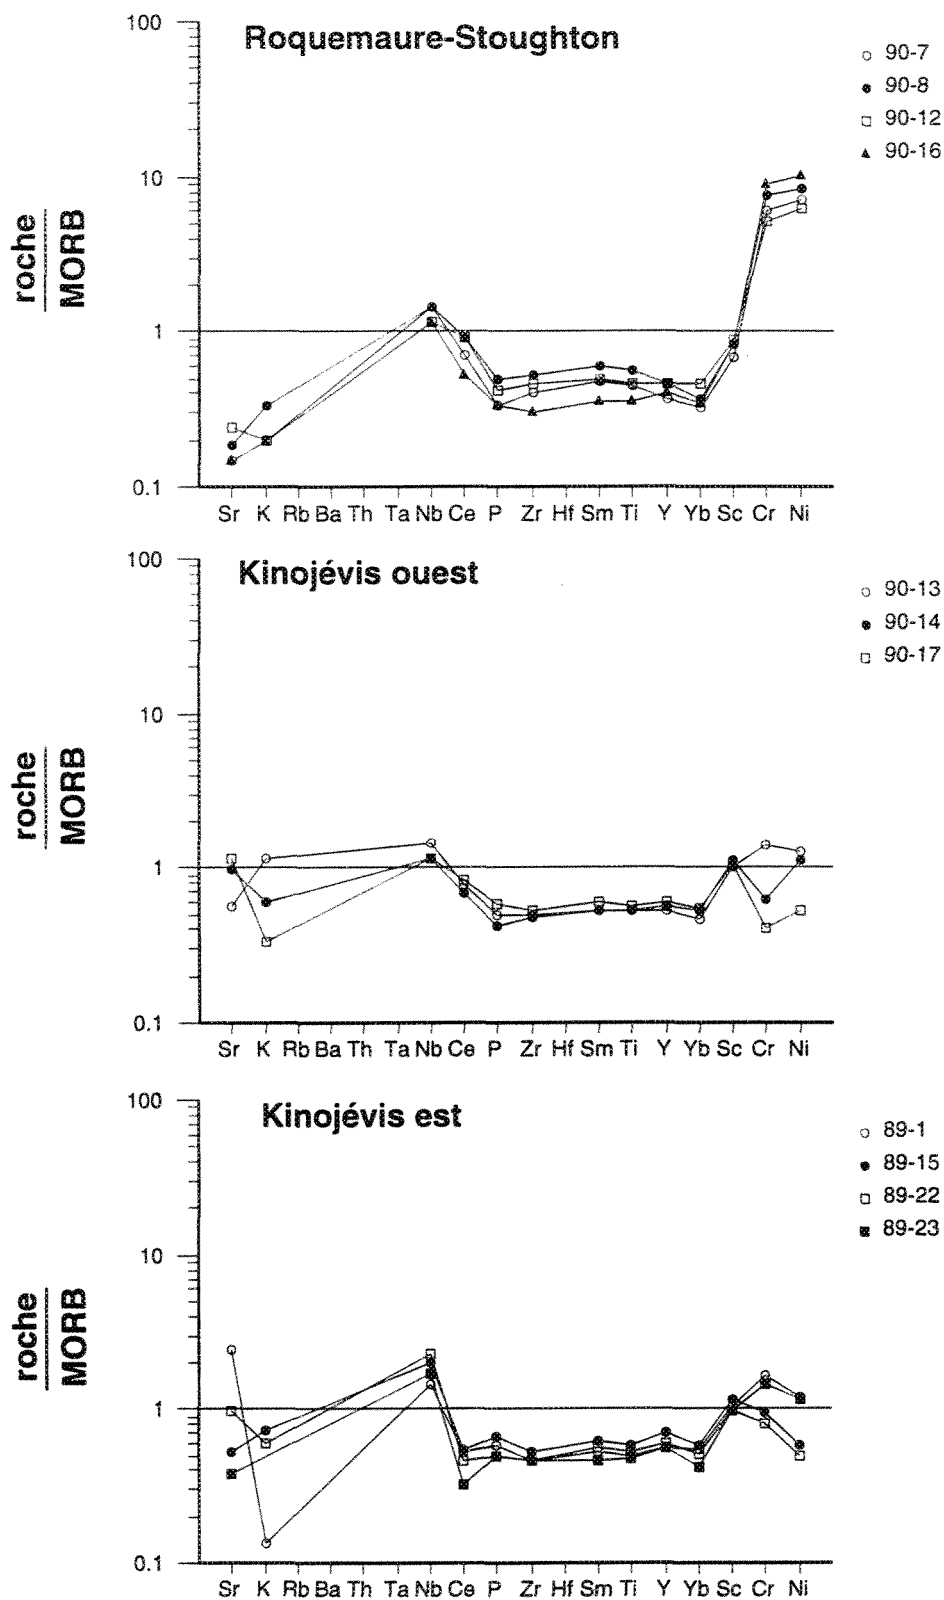 Roquemaure-Stoughton
100
10
1
0.1
roche
MORB
Sr K Rb Ba Th Ta Nb Ce P Zr Hf Sm Ti Y Yb Sc Cr Ni
90-7
90-8
90-12
90-16
Kinojévis ouest
100
10
1
0.1
roche
MORB
Sr K Rb Ba Th Ta Nb Ce P Zr Hf Sm Ti Y Yb Sc Cr Ni
90-13
90-14
90-17
Kinojévis est
100
10
1
0.1
roche
MORB
Sr K Rb Ba Th Ta Nb Ce P Zr Hf Sm Ti Y Yb Sc Cr Ni
89-1
89-15
89-22
89-23